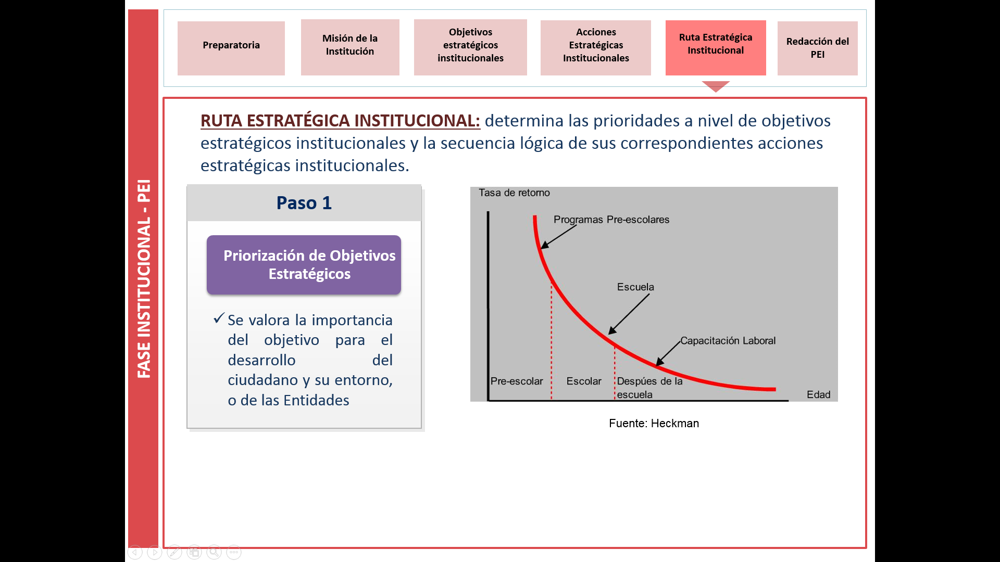 Preparatoria
Misión de la
Institución
Objetivos
estratégicos
institucionales
Acciones
Estratégicas
Institucionales
Ruta Estratégica
Institucional
Redacción del
PEI
FASE INSTITUCIONAL - PEI
RUTA ESTRATÉGICA INSTITUCIONAL: determina las prioridades a nivel de objetivos
estratégicos institucionales y la secuencia lógica de sus correspondientes acciones
estratégicas institucionales.
Paso 1
Priorización de Objetivos
Estratégicos
✓ Se valora la importancia
del objetivo para el
desarrollo del
ciudadano y su entorno,
o de las Entidades
Tasa de retorno
Programas Pre-escolares
Escuela
Capacitación Laboral
Pre-escolar
Escolar
Despúes de la
escuela
Edad
Fuente: Heckman